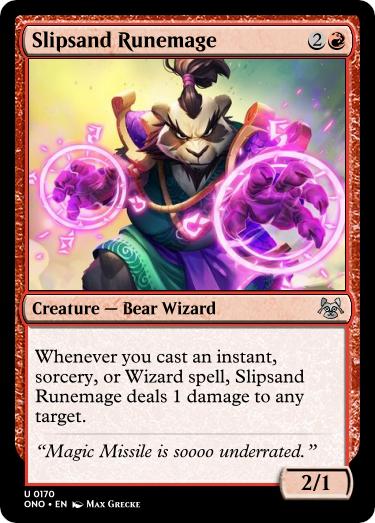 Slipsand Runemage 2
Creature — Bear Wizard
Whenever you cast an instant,
sorcery, or Wizard spell, Slipsand
Runemage deals 1 damage to any
target.
“Magic Missile is soooo underrated.”
2/1
U 0170
ONO • EN Max Grecke